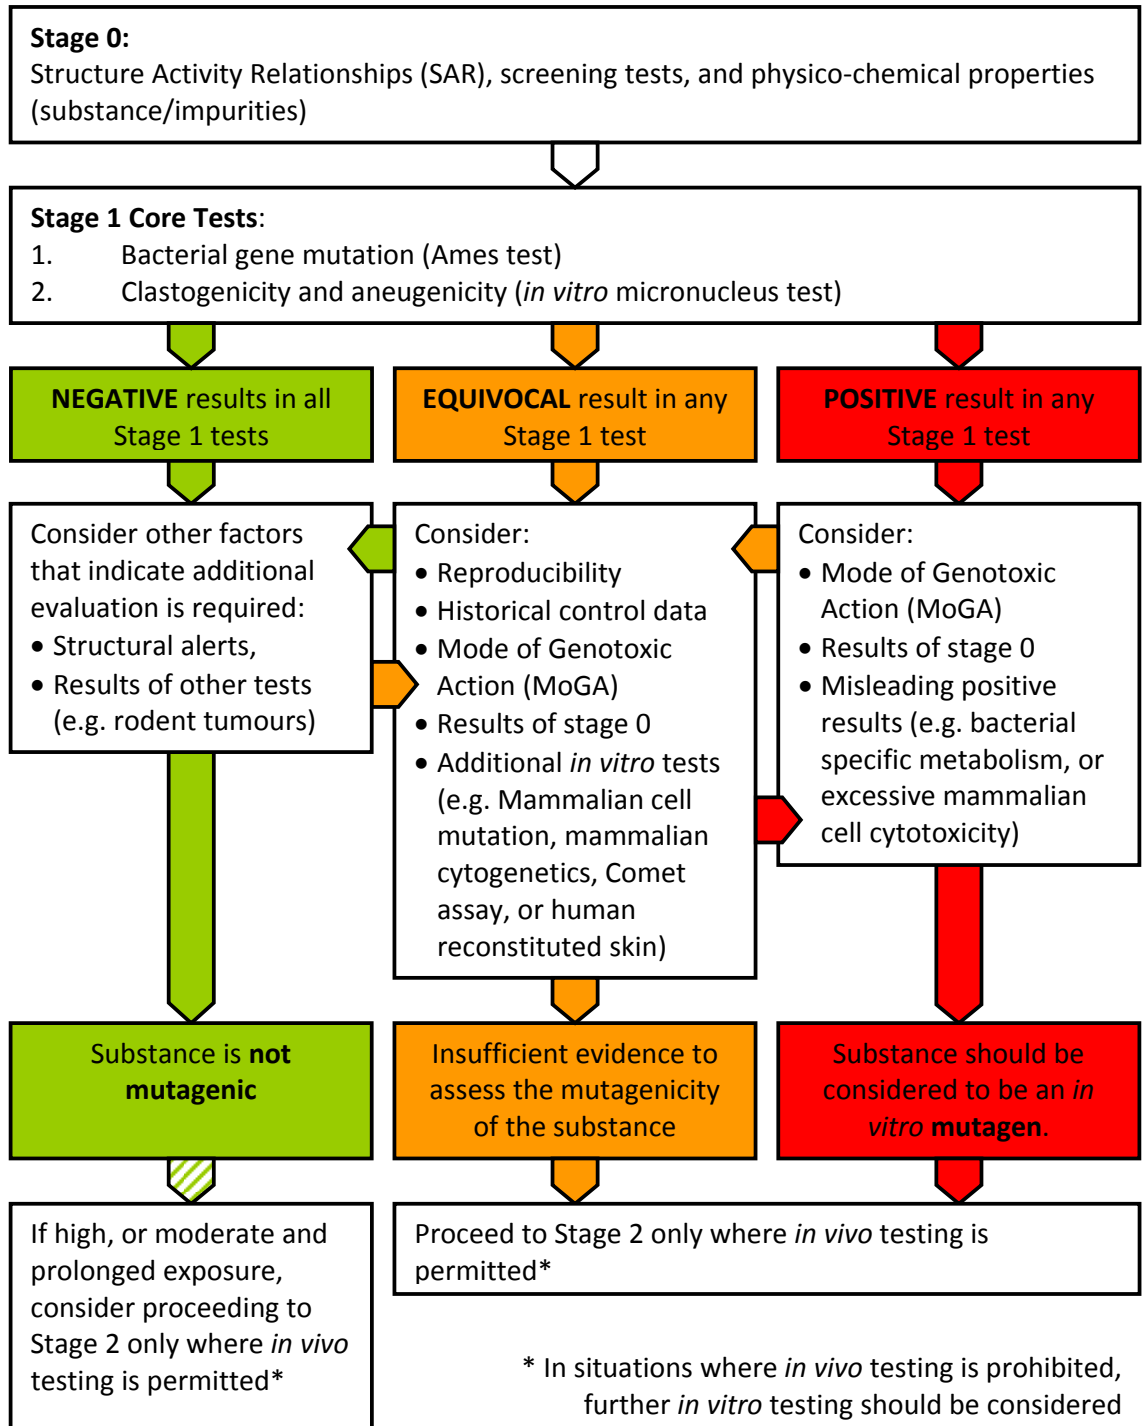 Stage 0:
Structure Activity Relationships (SAR), screening tests, and physico-chemical properties
(substance/impurities)
Stage 1 Core Tests:
1. Bacterial gene mutation (Ames test)
2. Clastogenicity and aneugenicity (in vitro micronucleus test)
NEGATIVE results in all
Stage 1 tests
EQUIVOCAL result in any
Stage 1 test
POSITIVE result in any
Stage 1 test
Consider other factors
that indicate additional
evaluation is required:
• Structural alerts,
• Results of other tests
(e.g. rodent tumours)
Consider:
• Reproducibility
• Historical control data
• Mode of Genotoxic
Action (MoGA)
• Results of stage 0
• Additional in vitro tests
(e.g. Mammalian cell
mutation, mammalian
cytogenetics, Comet
assay, or human
reconstituted skin)
Consider:
• Mode of Genotoxic
Action (MoGA)
• Results of stage 0
• Misleading positive
results (e.g. bacterial
specific metabolism, or
excessive mammalian
cell cytotoxicity)
Substance is not
mutagenic
Insufficient evidence to
assess the mutagenicity
of the substance
Substance should be
considered to be an in
vitro mutagen.
If high, or moderate and
prolonged exposure,
consider proceeding to
Stage 2 only where in vivo
testing is permitted*
Proceed to Stage 2 only where in vivo testing is
permitted*
* In situations where in vivo testing is prohibited,
further in vitro testing should be considered